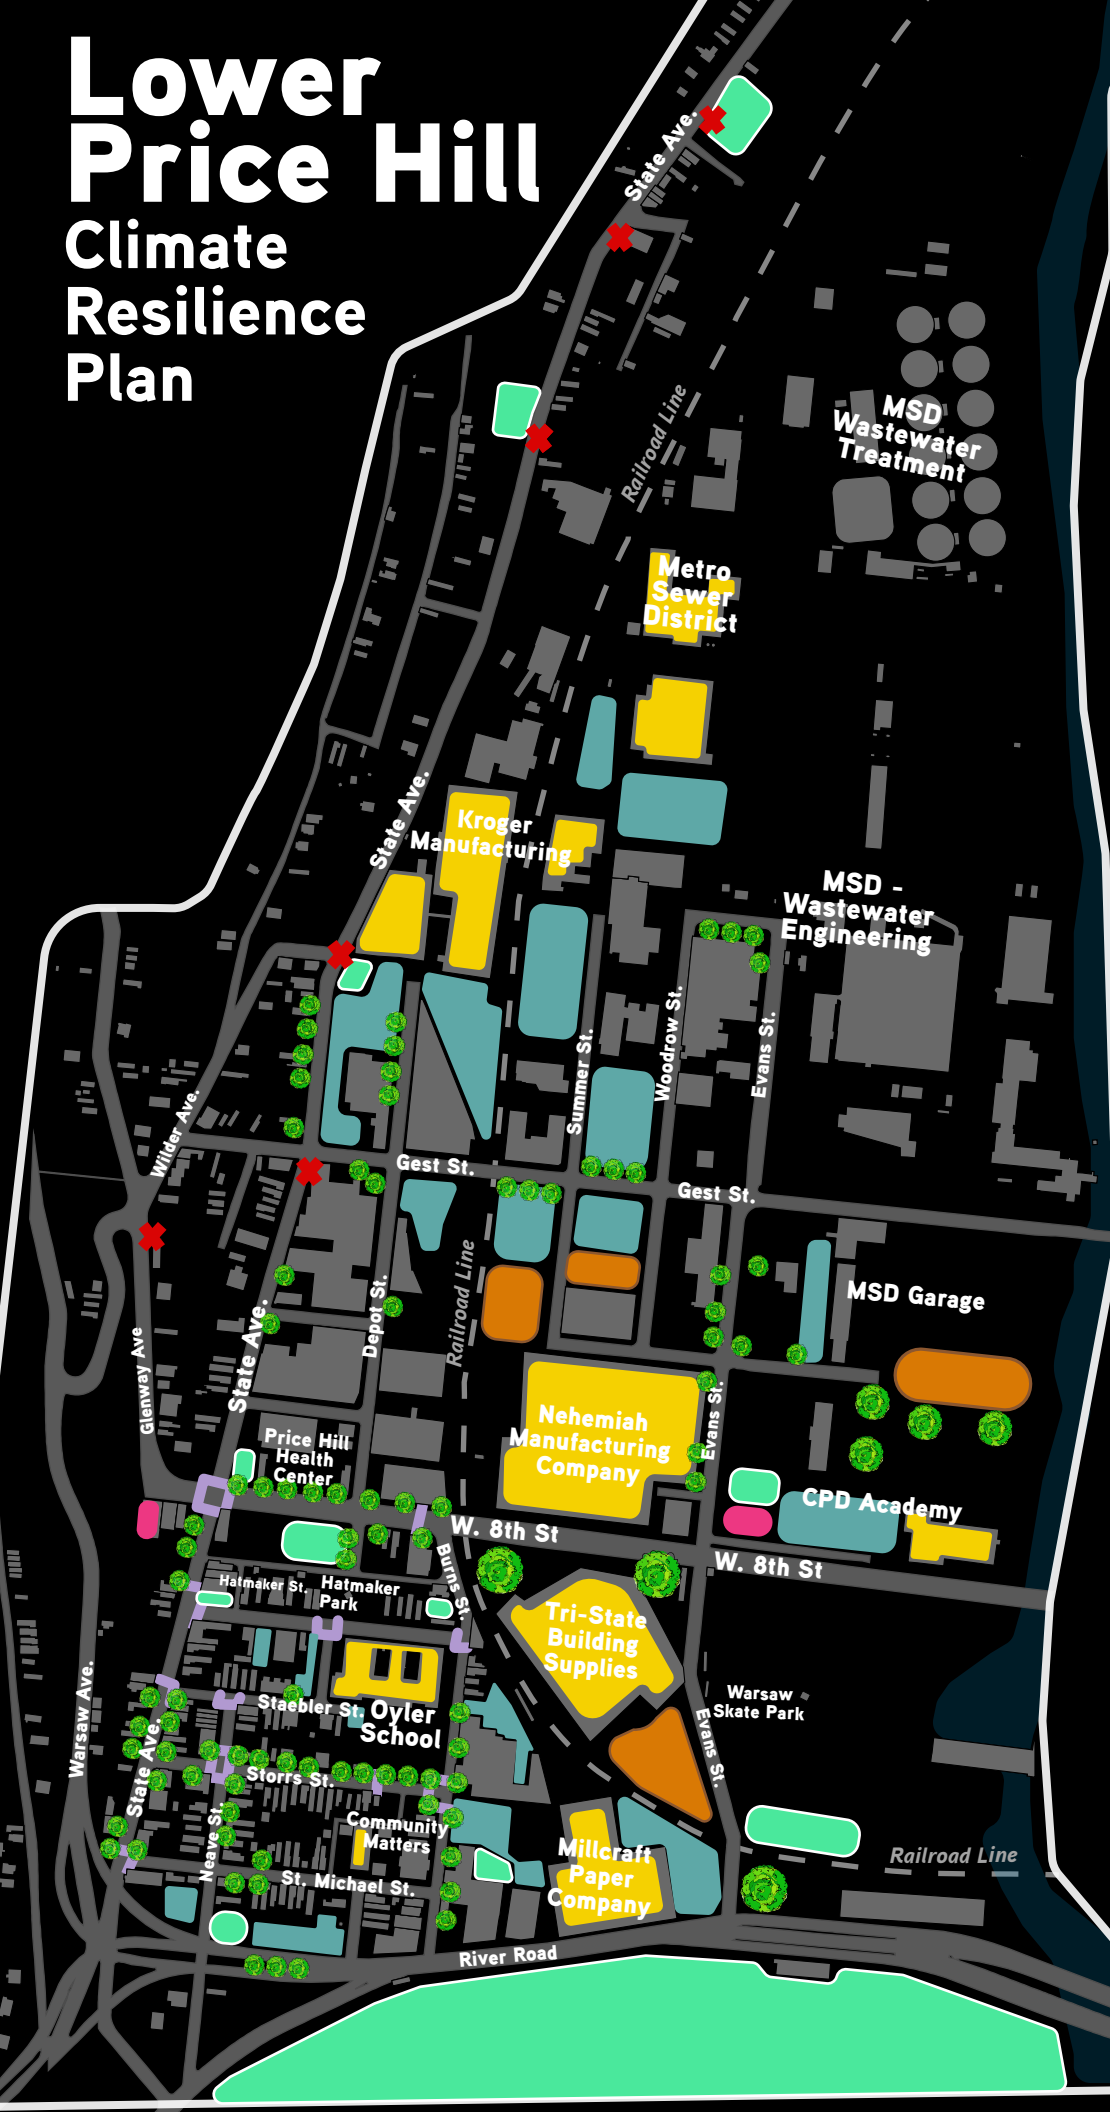 Lower
Price Hill
Climate
Resilience
Plan
State Ave.
Railroad Line
MSD
Wastewater
Treatment
Metro
Sewer
District
State Ave.
Kroger
Manufacturing
MSD -
Wastewater
Engineering
Summer St.
Woodrow St.
Evans St.
Wilder Ave.
Gest St.
Gest St.
Railroad Line
MSD Garage
Depot St.
State Ave.
Glenway Ave
Evans St.
Nehemiah
Manufacturing
Company
Price Hill
Health
Center
CPD Academy
W. 8th St
W. 8th St
Burns St.
Hatmaker St.
Hatmaker
Park
Tri-State
Building
Supplies
Warsaw Ave.
Staebler St.
Oyler
School
Warsaw
Skate Park
Evans St.
State Ave.
Storrs St.
Neave St.
Community
Matters
Millcraft
Paper
Company
Railroad Line
St. Michael St.
River Road